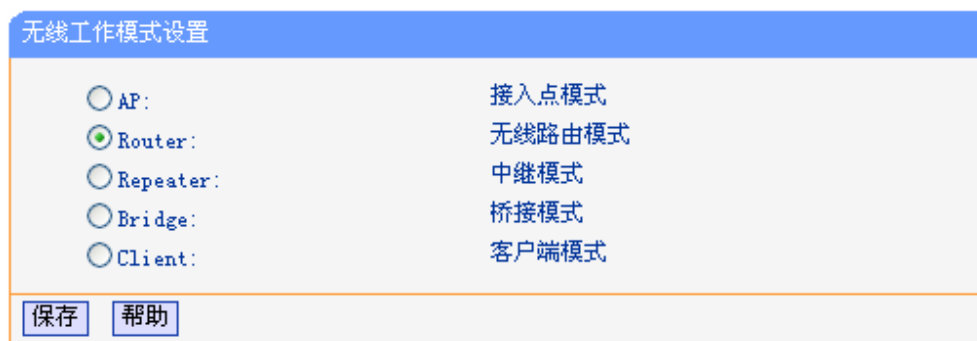 无线工作模式设置
AP: 接入点模式
Router: 无线路由模式
Repeater: 中继模式
Bridge: 桥接模式
Client: 客户端模式
保存 帮助